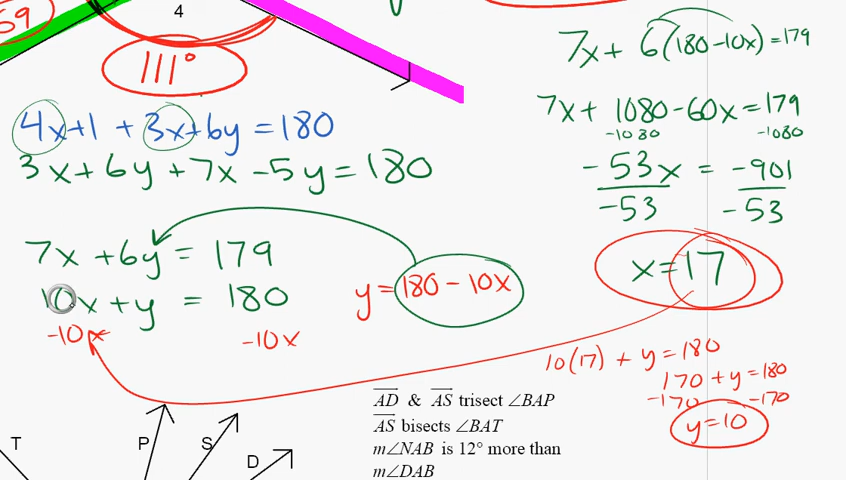 69
4
111°
4x+1 + 3x+6y = 180
3x+6y+7x-5y=180
7x+6y = 179
10x+y = 180
-10x -10x
y=180-10x
7x+ 6(180-10x)=179
7x+ 1080-60x=179
-1080 -1080
-53x = -901
-53 -53
x=17
10(17) + y=180
170 +y=180
-170 -170
y=10
AD & AS trisect ∠BAP
AS bisects ∠BAT
m∠NAB is 12° more than
m∠DAB
T
P
S
D